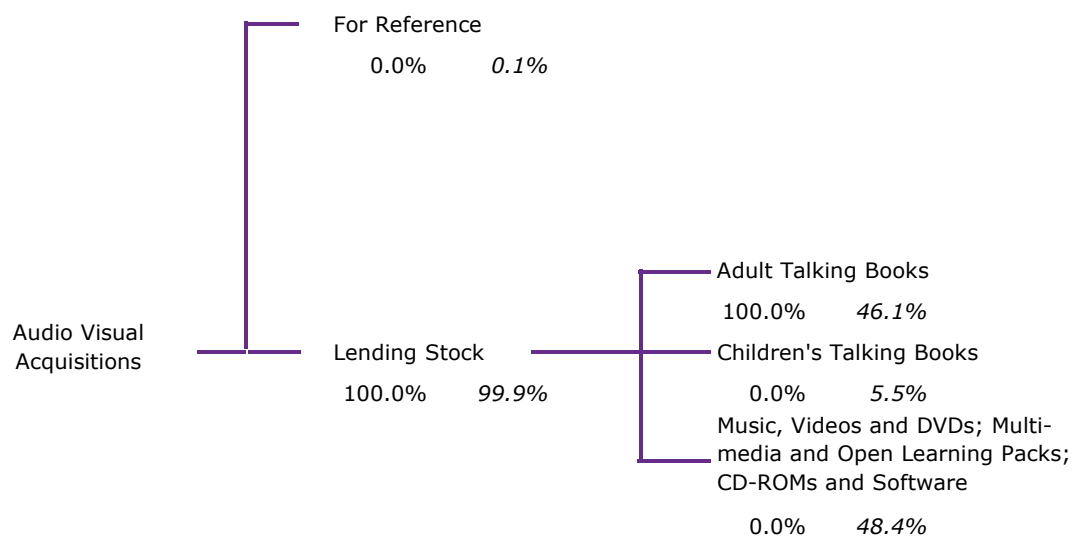 For Reference
0.0% 0.1%
Audio Visual
Acquisitions
Lending Stock
100.0% 99.9%
Adult Talking Books
100.0% 46.1%
Children's Talking Books
0.0% 5.5%
Music, Videos and DVDs; Multi-
media and Open Learning Packs;
CD-ROMs and Software
0.0% 48.4%